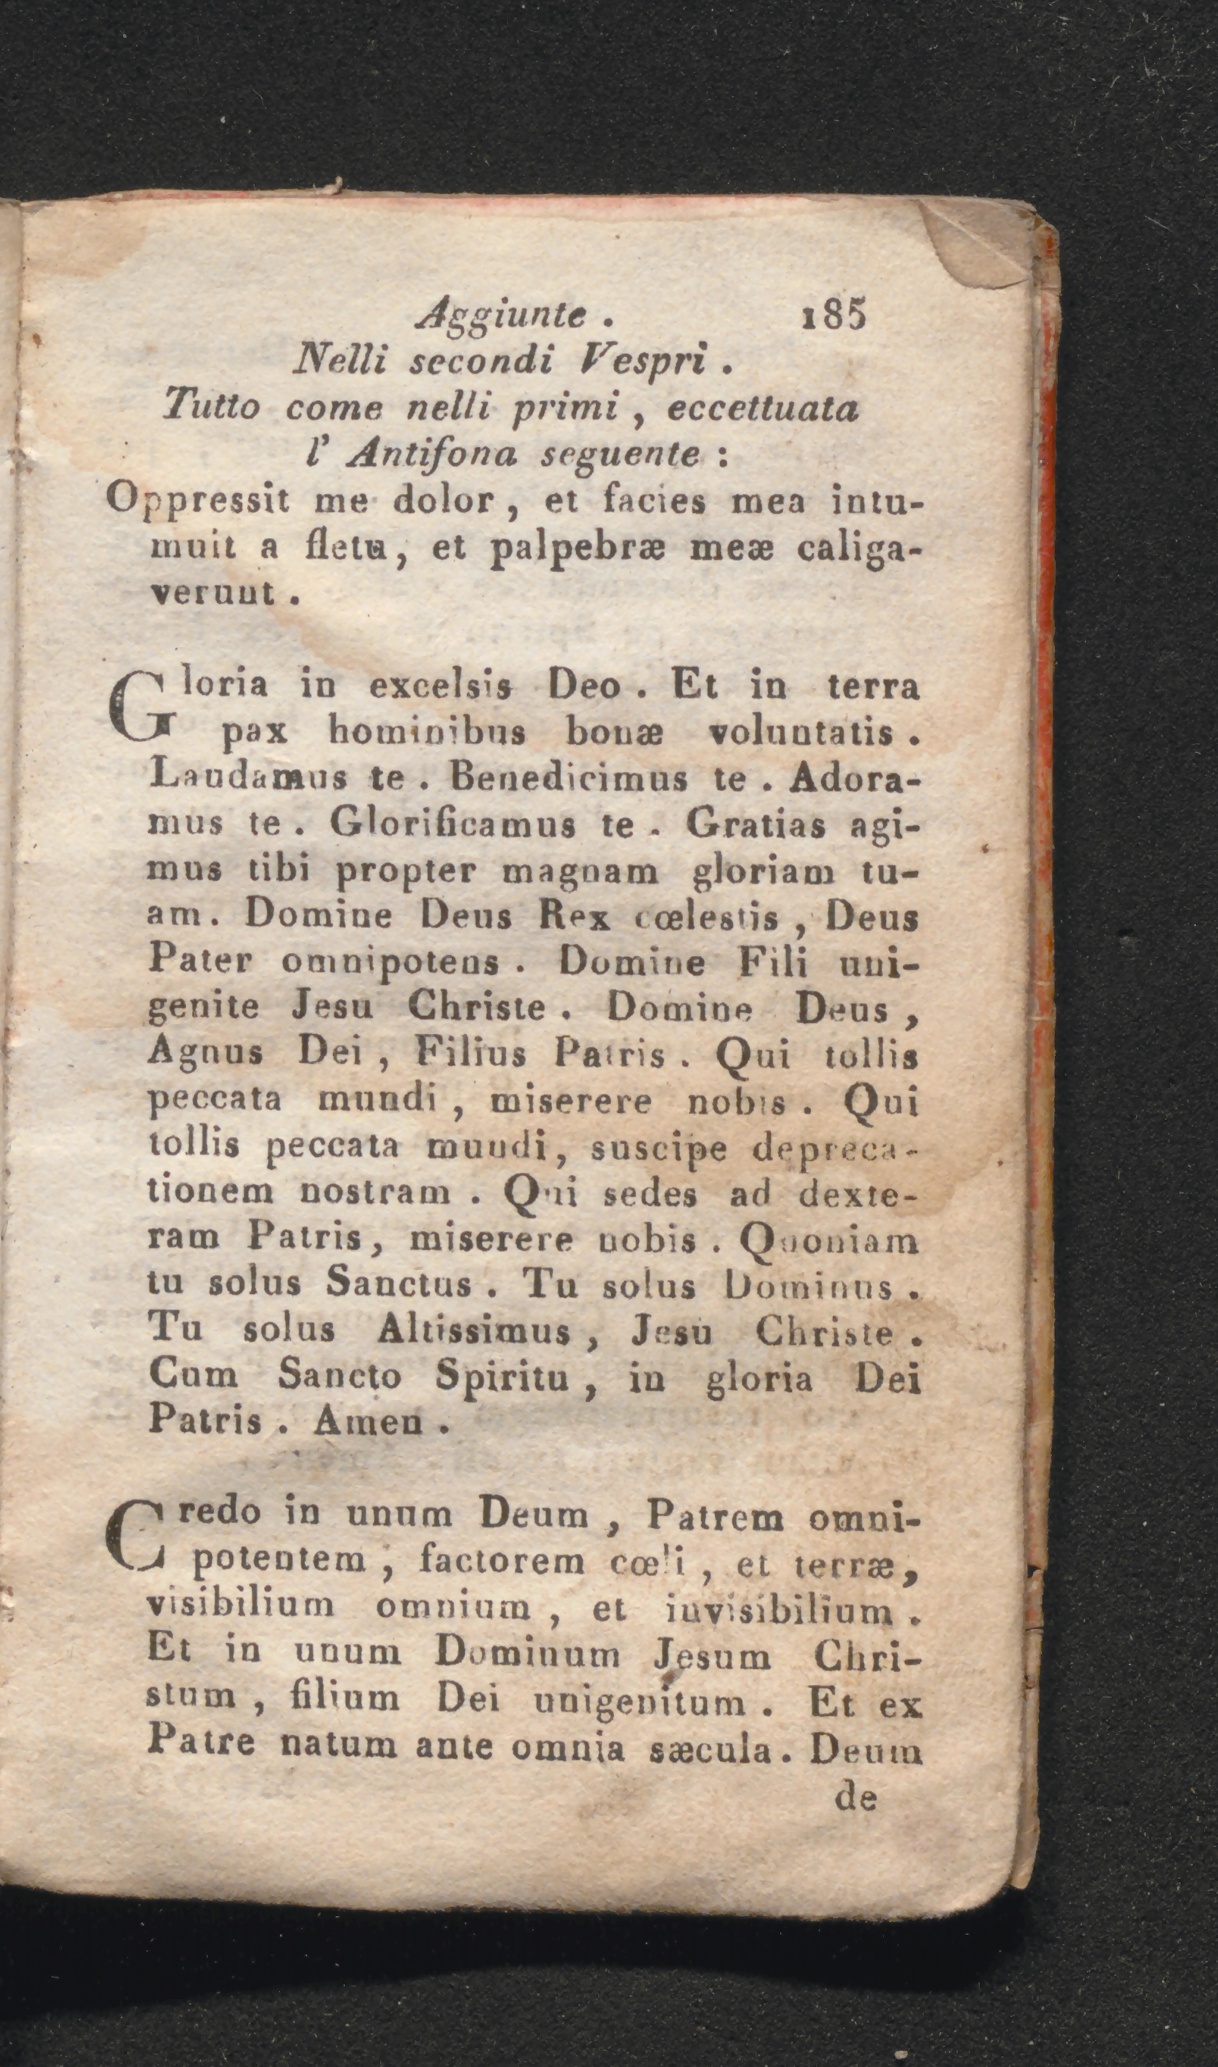 Aggiunte . 185
Nelli secondi Vespri .
Tutto come nelli primi , eccettuata
l' Antifona seguente :
Oppressit me dolor , et facies mea intu-
muit a fletu, et palpebræ meæ caliga-
verunt .
Gloria in excelsis Deo . Et in terra
pax hominibus bonæ voluntatis .
Laudamus te . Benedicimus te . Adora-
mus te . Glorificamus te . Gratias agi-
mus tibi propter magnam gloriam tu-
am. Domine Deus Rex cœlestis , Deus
Pater omnipotens . Domine Fili uni-
genite Jesu Christe . Domine Deus ,
Agnus Dei , Filius Patris . Qui tollis
peccata mundi , miserere nobis . Qui
tollis peccata mundi, suscipe depreca-
tionem nostram . Qui sedes ad dexte-
ram Patris, miserere nobis . Quoniam
tu solus Sanctus . Tu solus Dominus .
Tu solus Altissimus , Jesu Christe .
Cum Sancto Spiritu , in gloria Dei
Patris . Amen .
Credo in unum Deum , Patrem omni-
potentem , factorem cœli , et terræ,
visibilium omnium , et invisibilium .
Et in unum Dominum Jesum Chri-
stum , filium Dei unigenitum . Et ex
Patre natum ante omnia sæcula. Deum
de